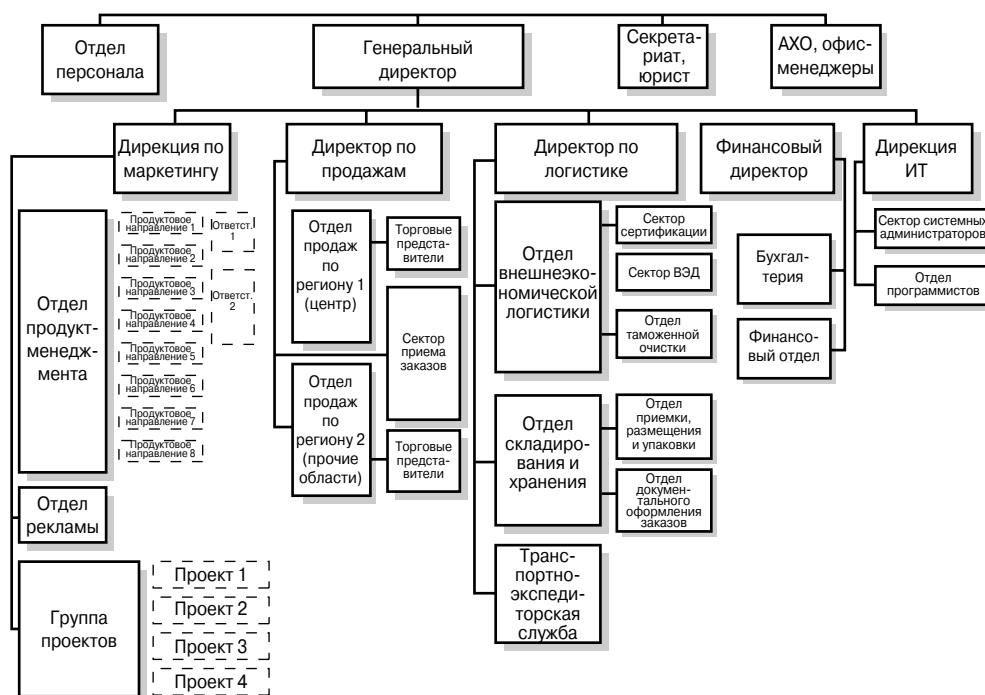 Отдел
персонала
Генеральный
директор
Секрета-
риат,
юрист
АХО, офис-
менеджеры
Дирекция по
маркетингу
Директор по
продажам
Директор по
логистике
Финансовый
директор
Дирекция
ИТ
Отдел
продукт-
менедж-
мента
Продуктовое
направление 1
Продуктовое
направление 2
Продуктовое
направление 3
Продуктовое
направление 4
Продуктовое
направление 5
Продуктовое
направление 6
Продуктовое
направление 7
Продуктовое
направление 8
Ответст.
1
Ответст.
2
Отдел
рекламы
Группа
проектов
Проект 1
Проект 2
Проект 3
Проект 4
Отдел
продаж
по
региону 1
(центр)
Торговые
предста-
вители
Сектор
приема
заказов
Отдел
продаж
по
региону 2
(прочие
области)
Торговые
предста-
вители
Отдел
внешнеэко-
номической
логистики
Сектор
сертификации
Сектор ВЭД
Отдел
таможенной
очистки
Отдел
складиро-
вания и
хранения
Отдел
приемки,
размещения
и упаковки
Отдел
докумен-
тального
оформления
заказов
Тран-
спортно-
экспеди-
торская
служба
Бухгал-
терия
Финансо-
вый отдел
Сектор системных
администраторов
Отдел
программистов